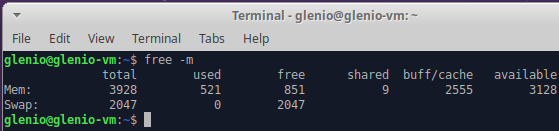 Terminal - glenio@glenio-vm: ~
File Edit View Terminal Tabs Help
glenio@glenio-vm:~$ free -m
total used free shared buff/cache available
Mem: 3928 521 851 9 2555 3128
Swap: 2047 0 2047
glenio@glenio-vm:~$